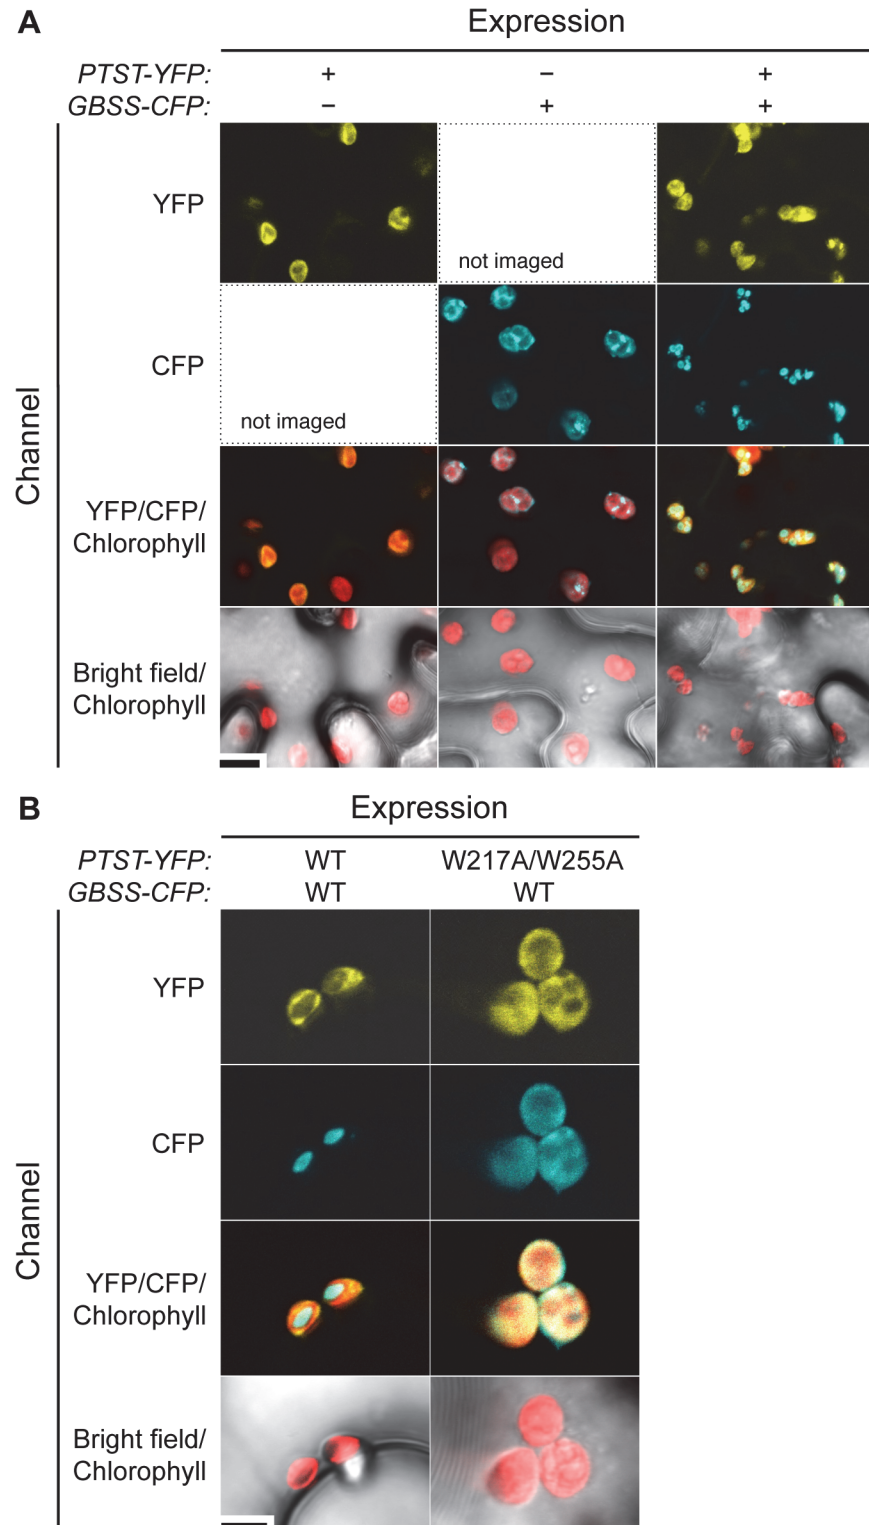 A
Expression
PTST-YFP: + – +
GBSS-CFP: – + +
Channel
YFP
not imaged
CFP
not imaged
YFP/CFP/
Chlorophyll
Bright field/
Chlorophyll
B
Expression
PTST-YFP: WT W217A/W255A
GBSS-CFP: WT WT
Channel
YFP
CFP
YFP/CFP/
Chlorophyll
Bright field/
Chlorophyll